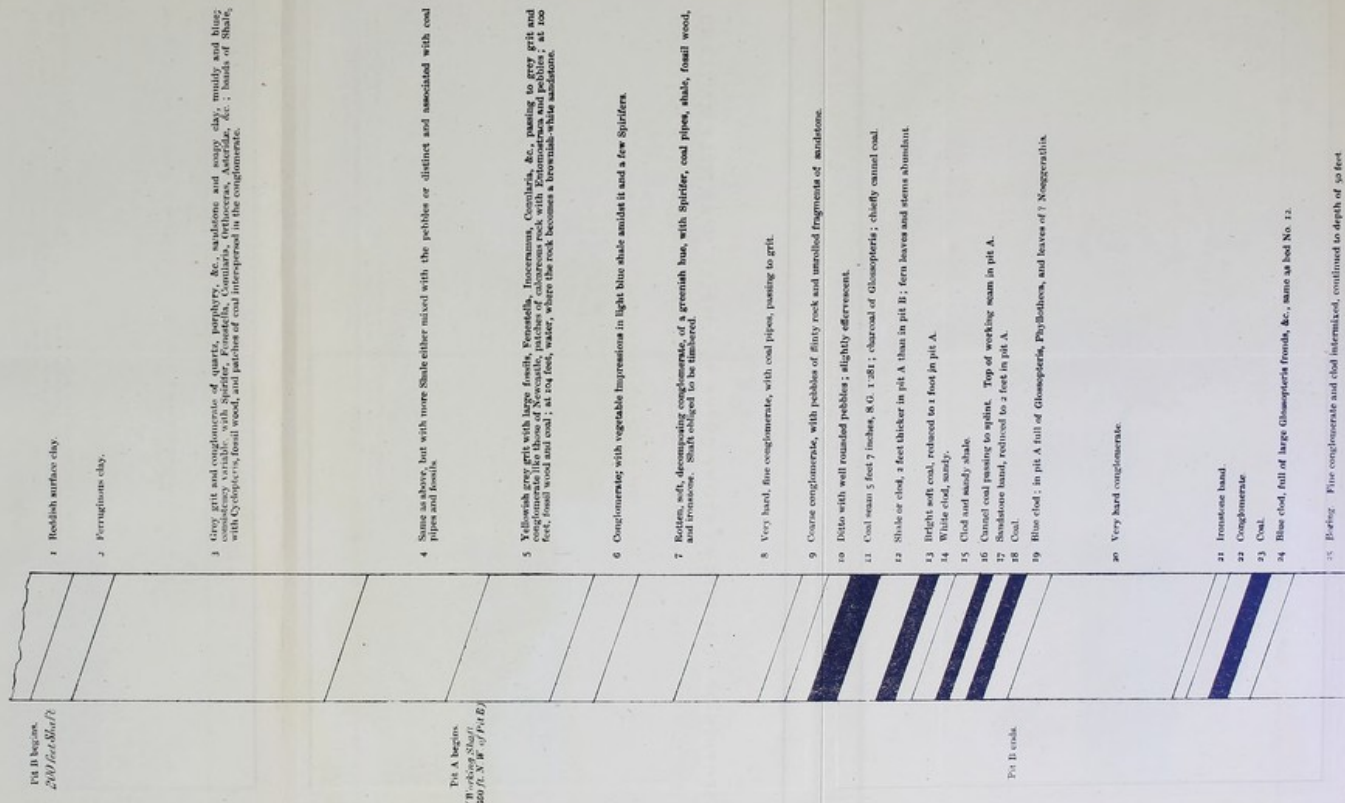 Pit B begins.
200 feet Shaft
1 Reddish surface clay.
2 Ferruginous clay.
3 Grey grit and conglomerate of quartz, porphyry, &c., sandstone and soapy clay, muddy and blue;
consistency variable, with Spirifer, Fenestella, Conularia, Orthoceras, Asteridæ, &c.; bands of Shale,
with Cyclopteris, fossil wood, and patches of coal interspersed in the conglomerate.
4 Same as above, but with more Shale either mixed with the pebbles or distinct and associated with coal
pipes and fossils.
Pit A begins.
Working Shaft
ft. N. W. of Pit B)
5 Yellowish grey grit with large fossils, Fenestella, Inoceramus, Conularia, &c., passing to grey grit and
conglomerate like those of Newcastle, patches of calcareous rock with Entomostraca and pebbles; at 100
feet, fossil wood and coal; at 104 feet, water, where the rock becomes a brownish-white sandstone.
6 Conglomerate; with vegetable impressions in light blue shale amidst it and a few Spirifers.
7 Rotten, soft, decomposing conglomerate, of a greenish hue, with Spirifer, coal pipes, shale, fossil wood,
and ironstone. Shaft obliged to be timbered.
8 Very hard, fine conglomerate, with coal pipes, passing to grit.
9 Coarse conglomerate, with pebbles of flinty rock and unrolled fragments of sandstone.
10 Ditto with well rounded pebbles; slightly effervescent.
11 Coal seam 5 feet 7 inches, S.G. 1·281; charcoal of Glossopteris; chiefly cannel coal.
12 Shale or clod, 2 feet thicker in pit A than in pit B; fern leaves and stems abundant.
13 Bright soft coal, reduced to 1 foot in pit A.
14 White clod, sandy.
15 Clod and sandy shale.
16 Cannel coal passing to splint. Top of working seam in pit A.
17 Sandstone band, reduced to 2 feet in pit A.
18 Coal.
Pit B ends.
19 Blue clod; in pit A full of Glossopteris, Phyllotheca, and leaves of ? Noeggerathia.
20 Very hard conglomerate.
21 Ironstone band.
22 Conglomerate
23 Coal.
24 Blue clod, full of large Glossopteris fronds, &c., same as bed No. 12.
25 Boring. Fine conglomerate and clod intermixed, continued to depth of 50 feet.